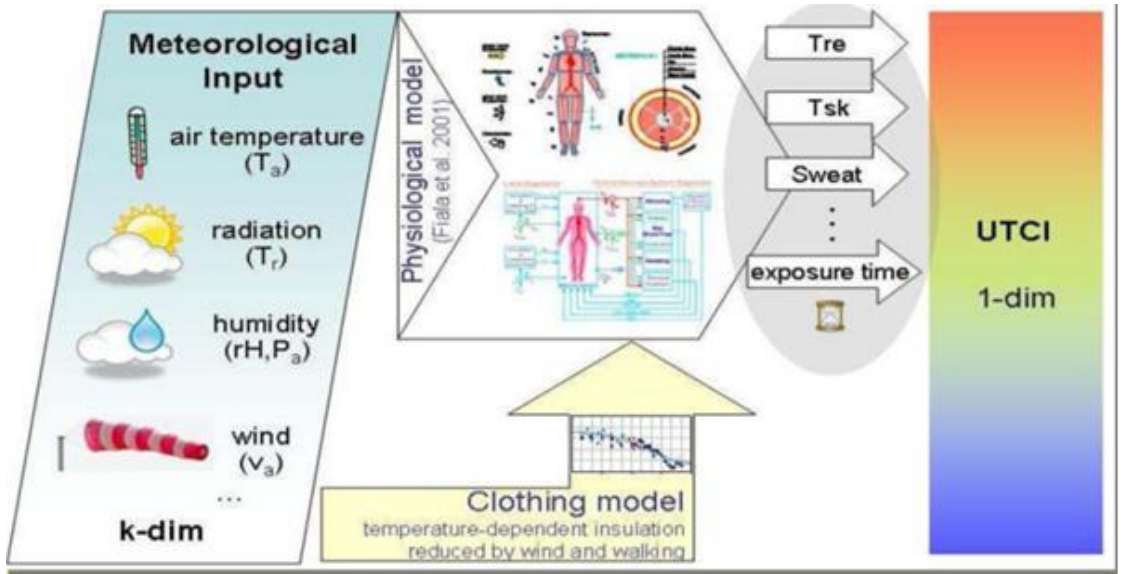 Meteorological
Input
air temperature
(Ta)
radiation
(Tr)
humidity
(rH,Pa)
wind
(va)
...
k-dim
Physiological model
(Fiala et al. 2001)
Clothing model
temperature-dependent insulation
reduced by wind and walking
Tre
Tsk
Sweat
exposure time
UTCI
1-dim